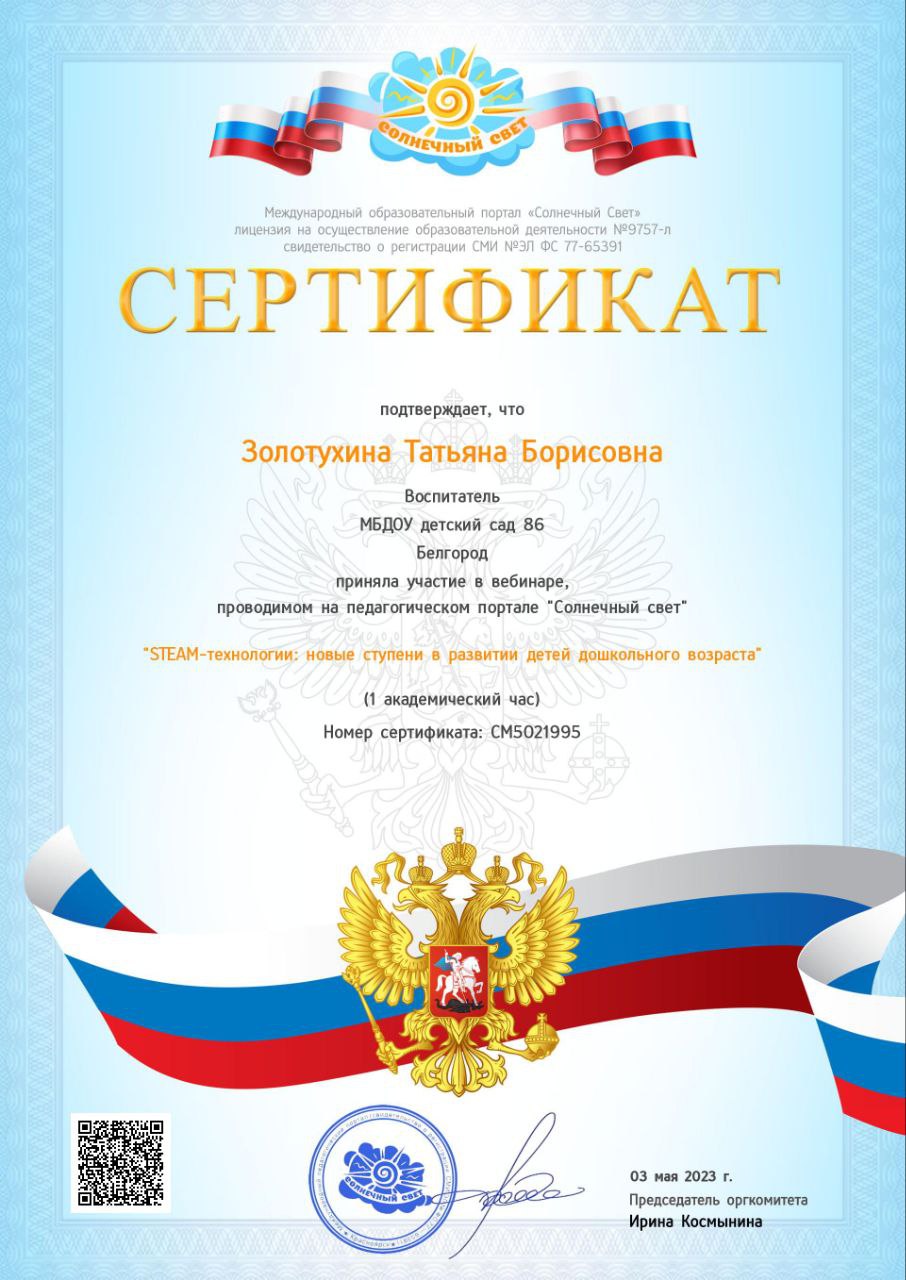 СОЛНЕЧНЫЙ СВЕТ
Международный образовательный портал «Солнечный Свет»
лицензия на осуществление образовательной деятельности №9757-л
свидетельство о регистрации СМИ №ЭЛ ФС 77-65391
СЕРТИФИКАТ
подтверждает, что
Золотухина Татьяна Борисовна
Воспитатель
МБДОУ детский сад 86
Белгород
приняла участие в вебинаре,
проводимом на педагогическом портале "Солнечный свет"
"STEAM-технологии: новые ступени в развитии детей дошкольного возраста"
(1 академический час)
Номер сертификата: СМ5021995
СОЛНЕЧНЫЙ СВЕТ
03 мая 2023 г.
Председатель оргкомитета
Ирина Космынина